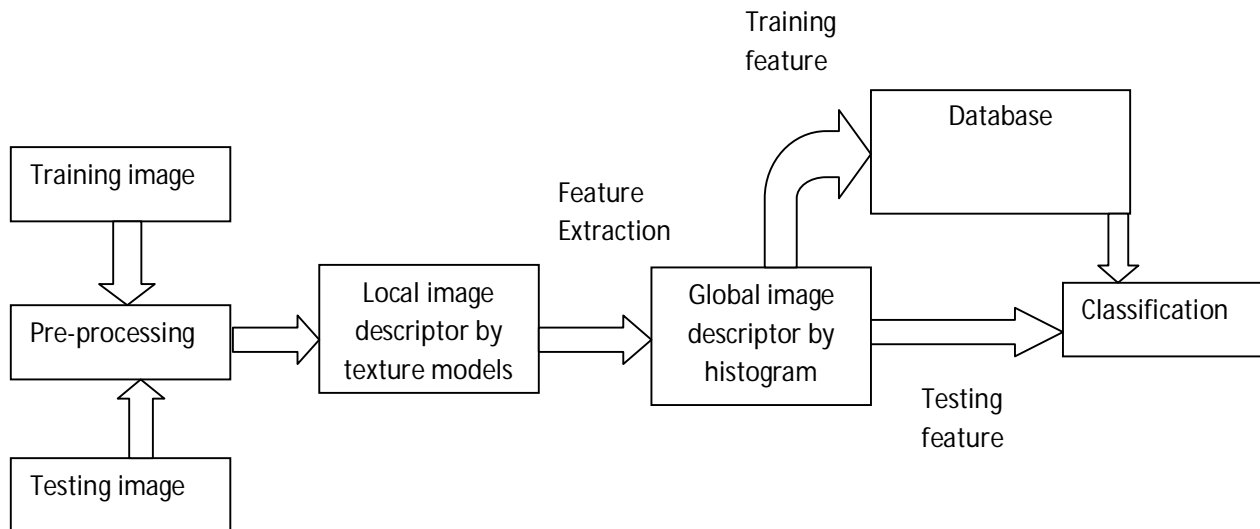 Training
feature
Database
Training image
Feature
Extraction
Local image
descriptor by
texture models
Global image
descriptor by
histogram
Classification
Pre-processing
Testing
feature
Testing image